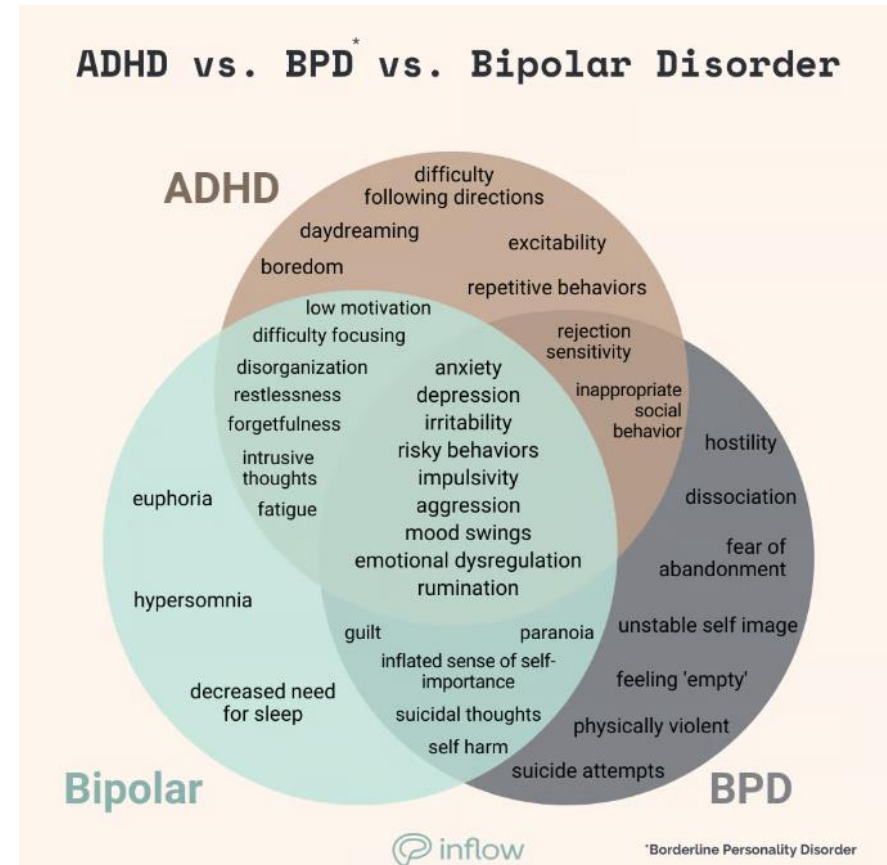 ADHD vs. BPD* vs. Bipolar Disorder
ADHD
difficulty
following directions
daydreaming
excitability
boredom
repetitive behaviors
low motivation
difficulty focusing
rejection
sensitivity
disorganization
restlessness
forgetfulness
intrusive
thoughts
fatigue
anxiety
depression
irritability
risky behaviors
impulsivity
aggression
mood swings
emotional dysregulation
rumination
inappropriate
social
behavior
hostility
dissociation
fear of
abandonment
unstable self image
feeling 'empty'
physically violent
suicide attempts
euphoria
hypersomnia
decreased need
for sleep
guilt
paranoia
inflated sense of self-
importance
suicidal thoughts
self harm
Bipolar
BPD
inflow
*Borderline Personality Disorder